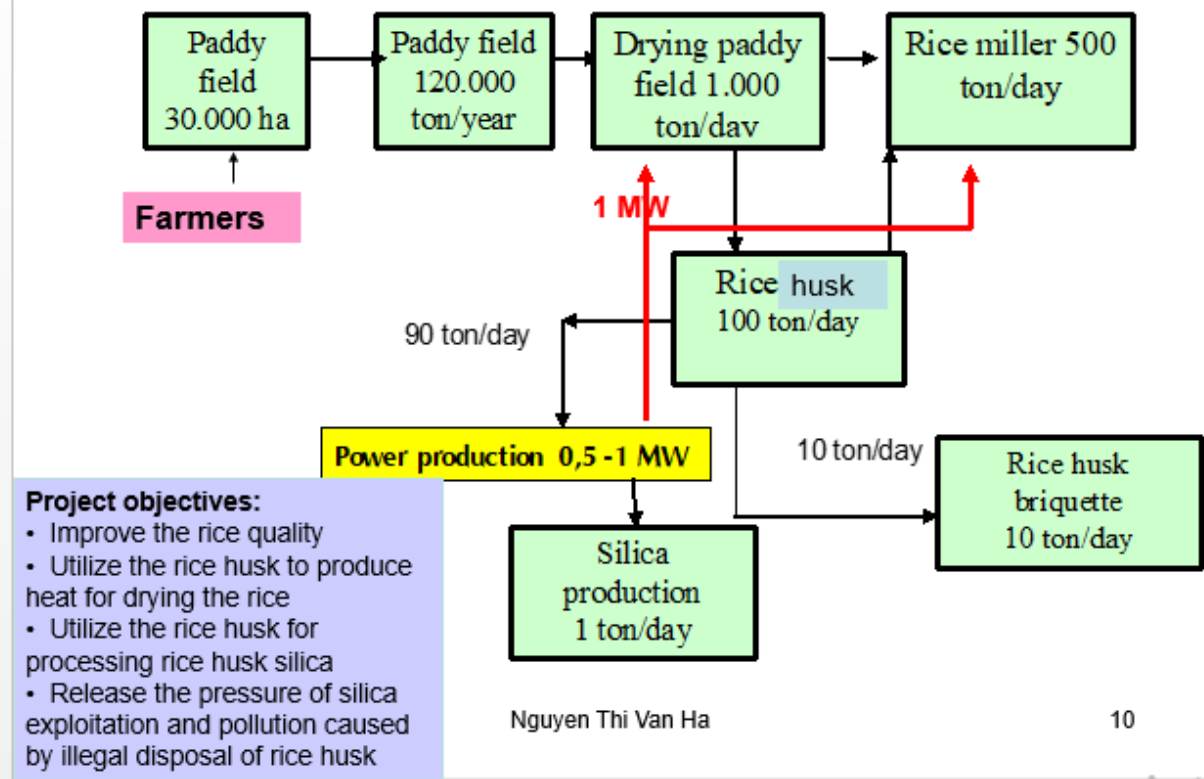 Paddy
field
30.000 ha
Paddy field
120.000
ton/year
Drying paddy
field 1.000
ton/day
Rice miller 500
ton/day
Farmers
1 MW
Rice husk
100 ton/day
90 ton/day
Power production 0,5 -1 MW
10 ton/day
Rice husk
briquette
10 ton/day
Silica
production
1 ton/day
Project objectives:
• Improve the rice quality
• Utilize the rice husk to produce
heat for drying the rice
• Utilize the rice husk for
processing rice husk silica
• Release the pressure of silica
exploitation and pollution caused
by illegal disposal of rice husk
Nguyen Thi Van Ha
10